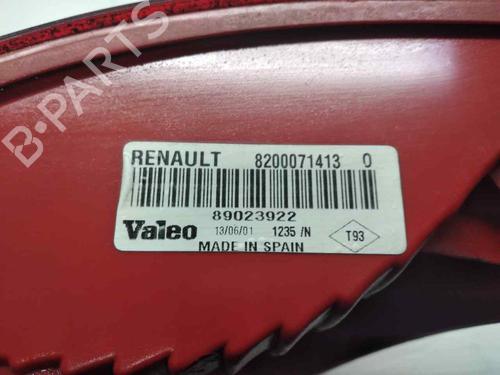 RENAULT 8200071413 0
89023922
Valeo 13/06/01 1235 /N T93
MADE IN SPAIN
B-PARTS